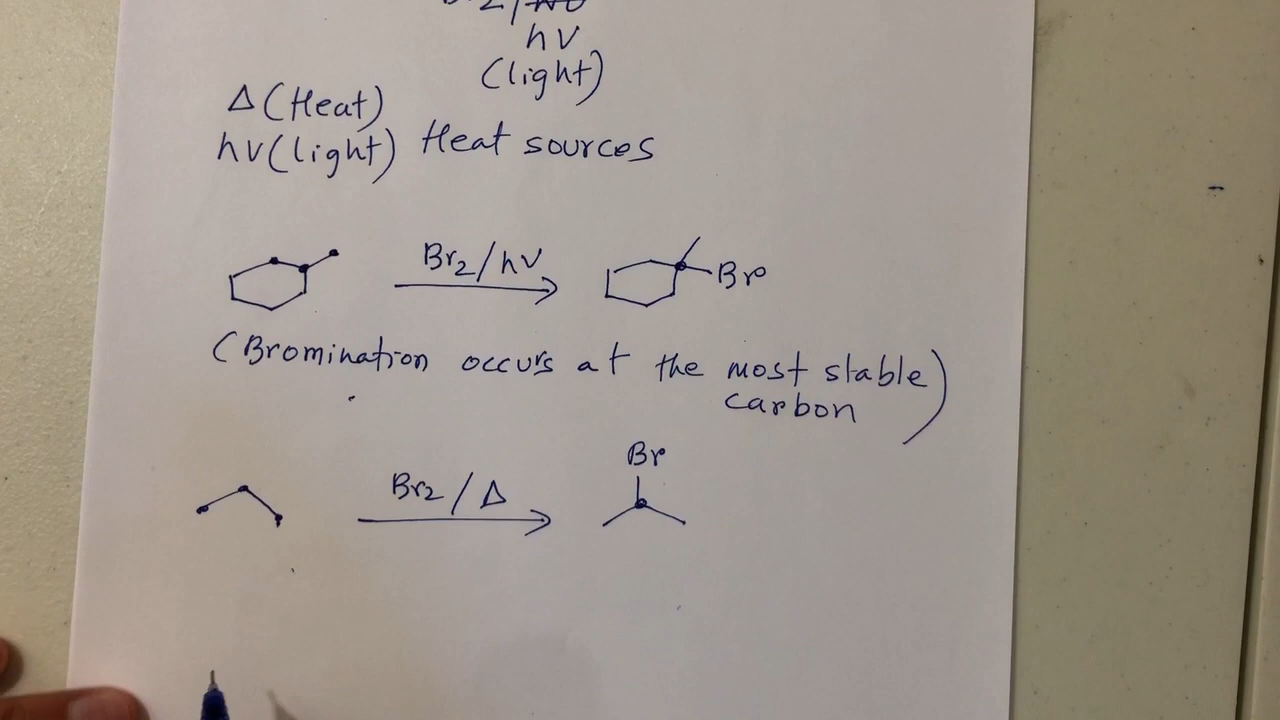 hν
(light)
Δ(Heat)
hν(light) Heat sources
Br2/hν
Br
(Bromination occurs at the most stable
carbon)
Br
Br2/Δ